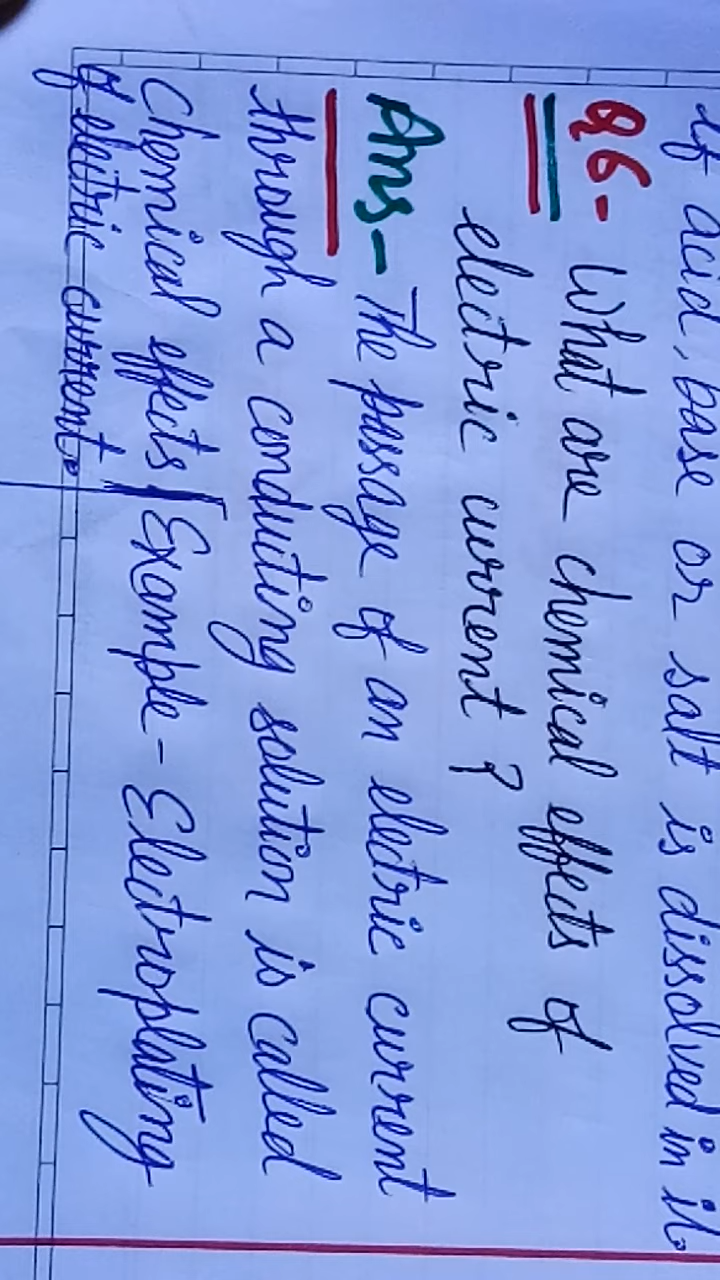 If acid, base or salt is dissolved in it.
Q6- What are chemical effects of
electric current?
Ans- The passage of an electric current
through a conducting solution is called
Chemical effects Example- Electroplating
of electric current.